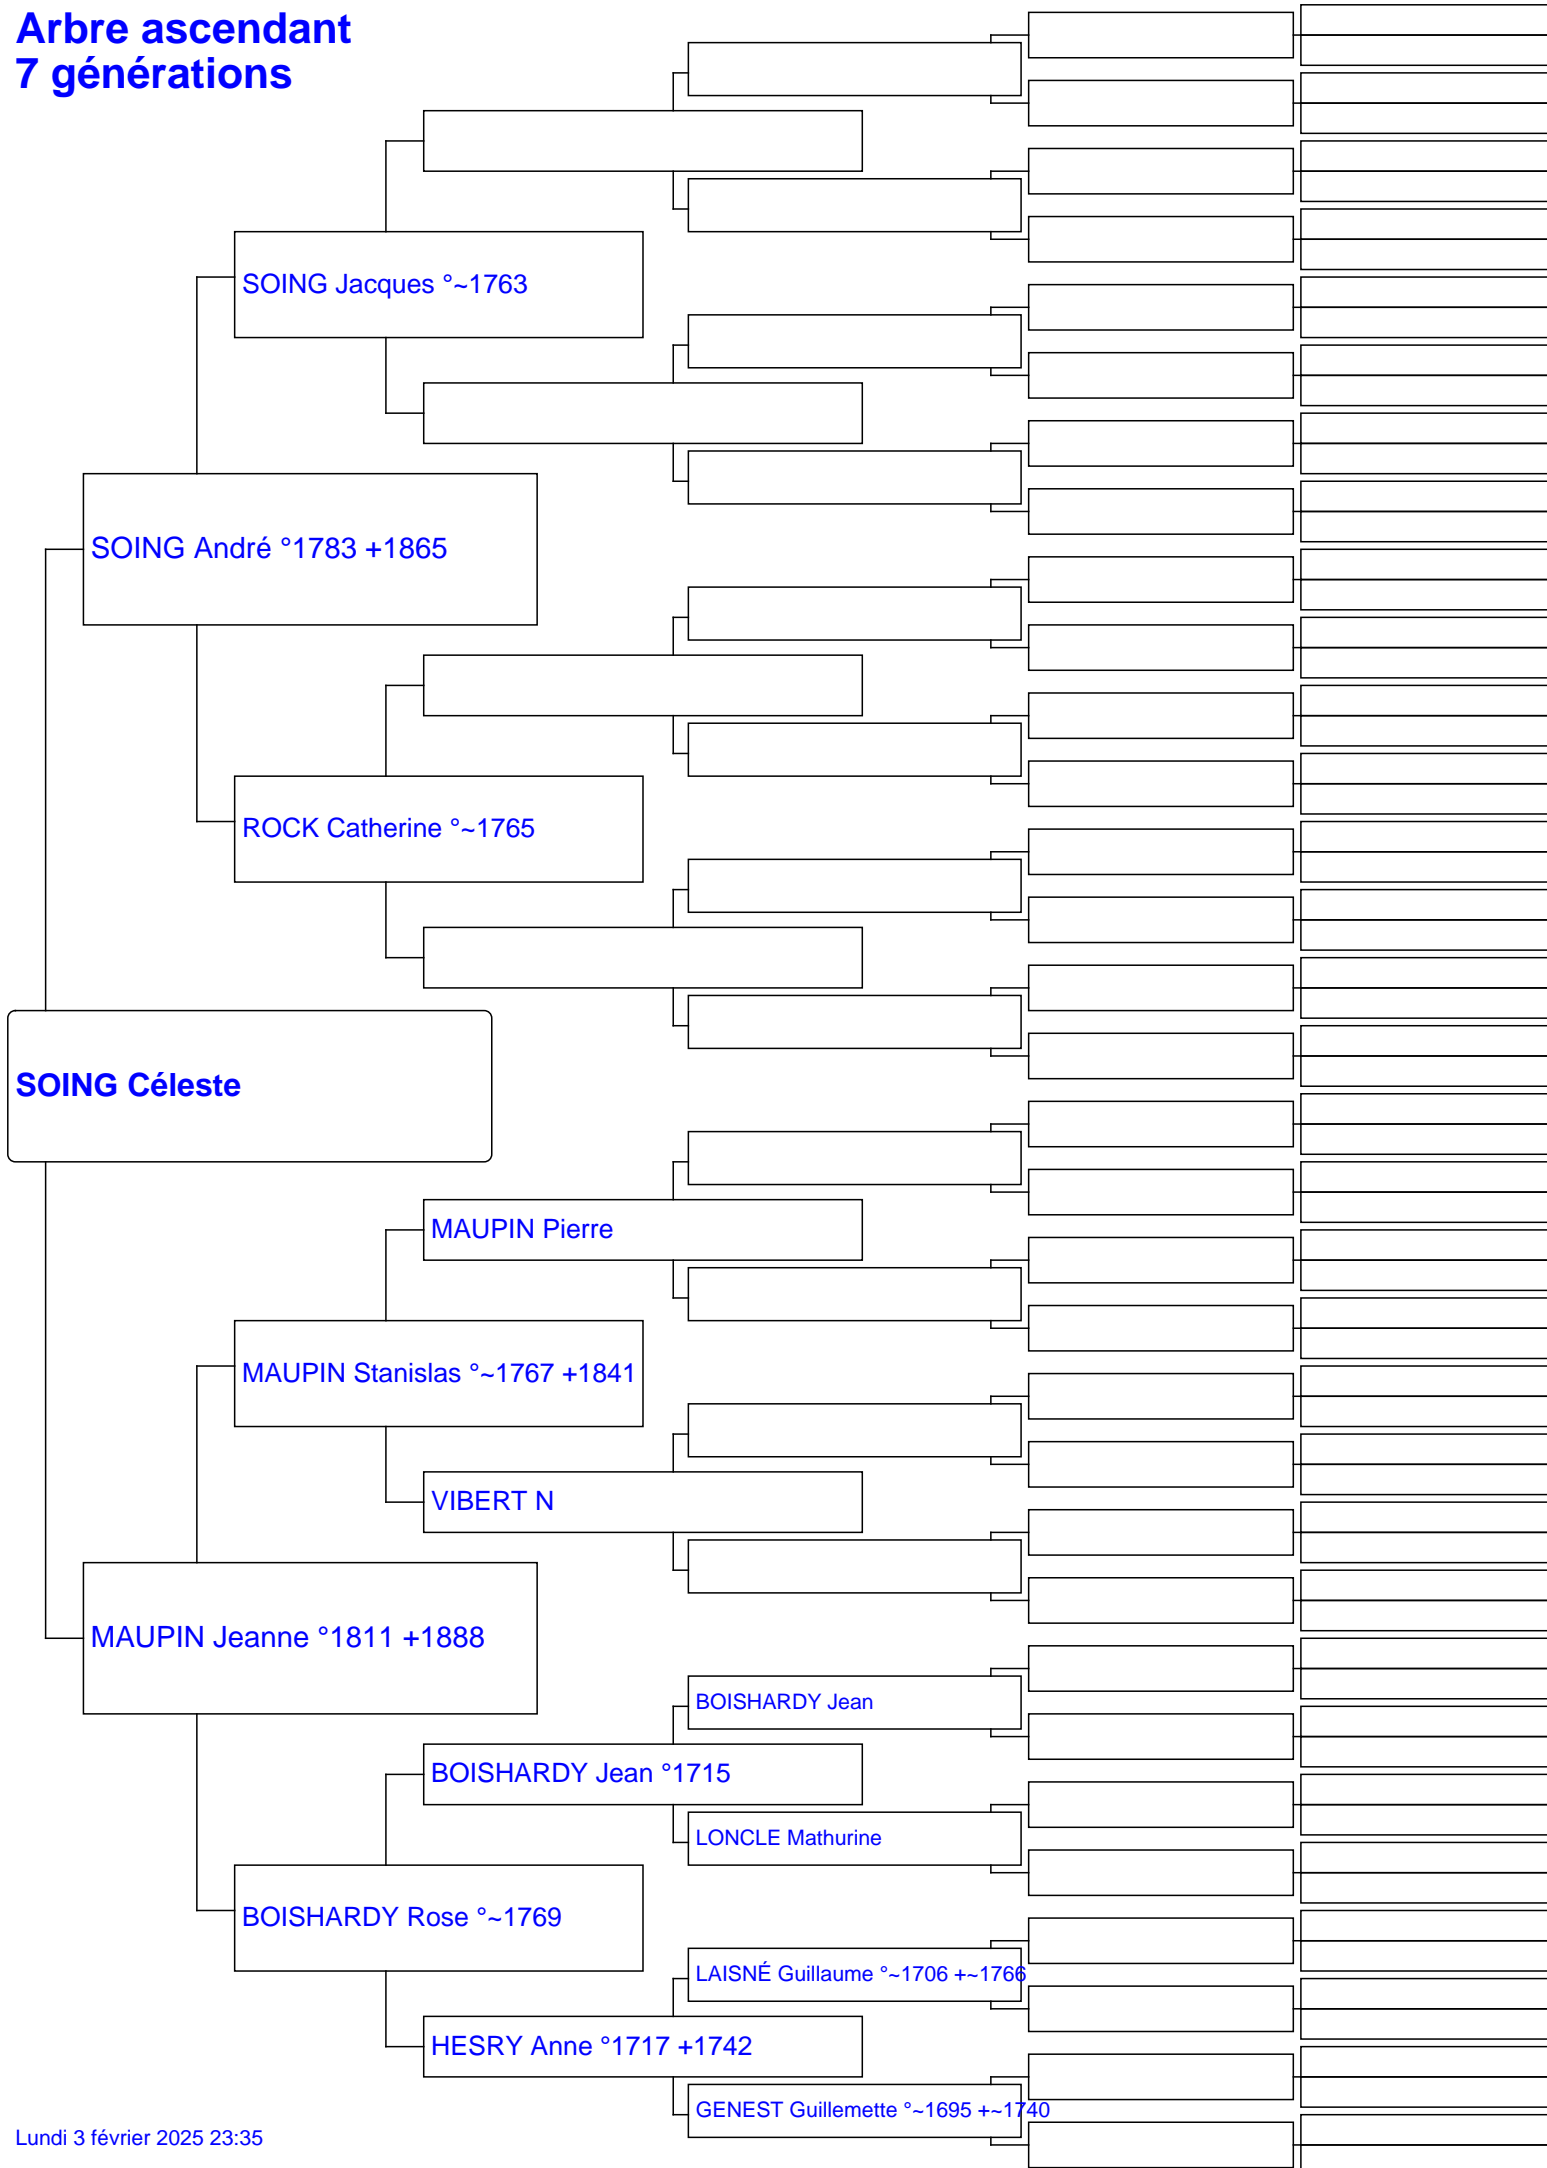 Arbre ascendant
7 générations
SOING Jacques °~1763
SOING André °1783 +1865
ROCK Catherine °~1765
SOING Céleste
MAUPIN Pierre
MAUPIN Stanislas °~1767 +1841
VIBERT N
MAUPIN Jeanne °1811 +1888
BOISHARDY Jean
BOISHARDY Jean °1715
LONCLE Mathurine
BOISHARDY Rose °~1769
LAISNÉ Guillaume °~1706 +~1766
HESRY Anne °1717 +1742
GENEST Guillemette °~1695 +~1740
Lundi 3 février 2025 23:35